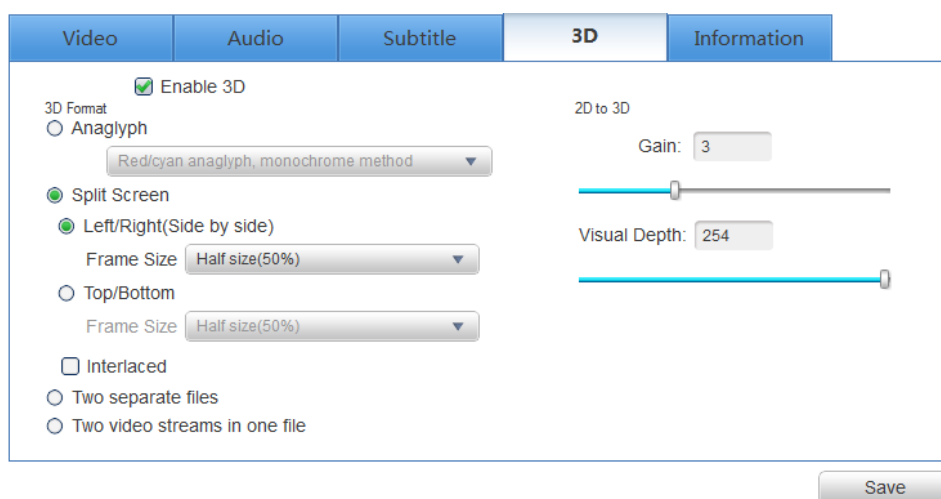 Video Audio Subtitle 3D Information
Enable 3D
3D Format
Anaglyph
Red/cyan anaglyph, monochrome method
Split Screen
Left/Right(Side by side)
Frame Size Half size(50%)
Top/Bottom
Frame Size Half size(50%)
Interlaced
Two separate files
Two video streams in one file
2D to 3D
Gain: 3
Visual Depth: 254
Save